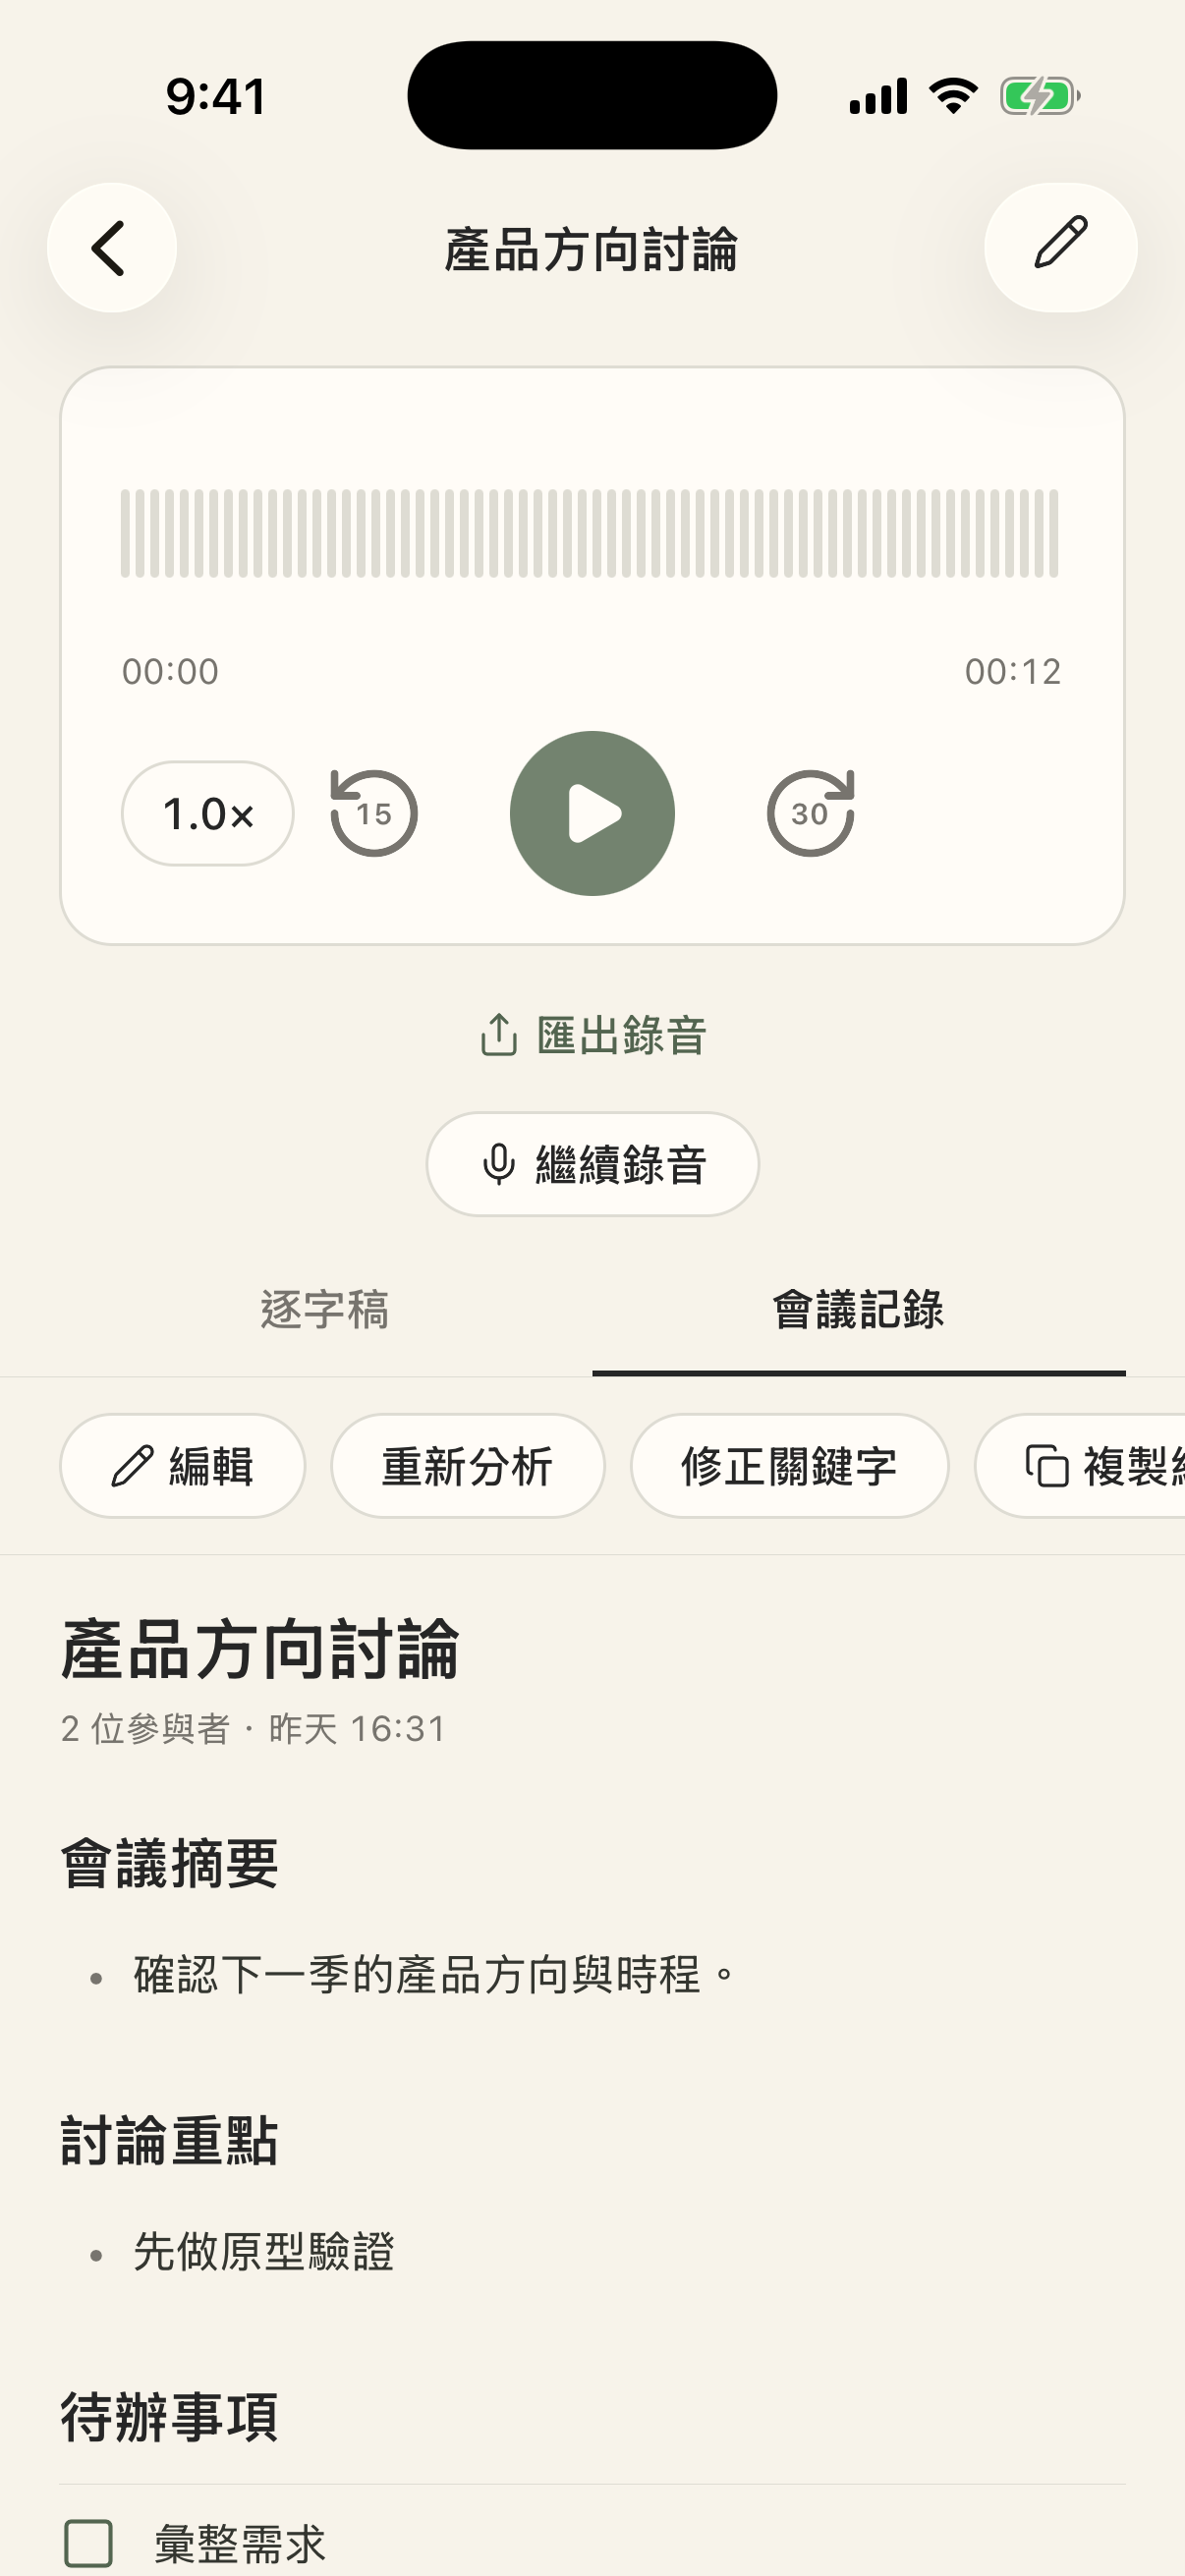 9:41
產品方向討論
00:00
00:12
1.0×
15
30
匯出錄音
繼續錄音
逐字稿
會議記錄
編輯
重新分析
修正關鍵字
複製
產品方向討論
2 位參與者 · 昨天 16:31
會議摘要
• 確認下一季的產品方向與時程。
討論重點
• 先做原型驗證
待辦事項
彙整需求